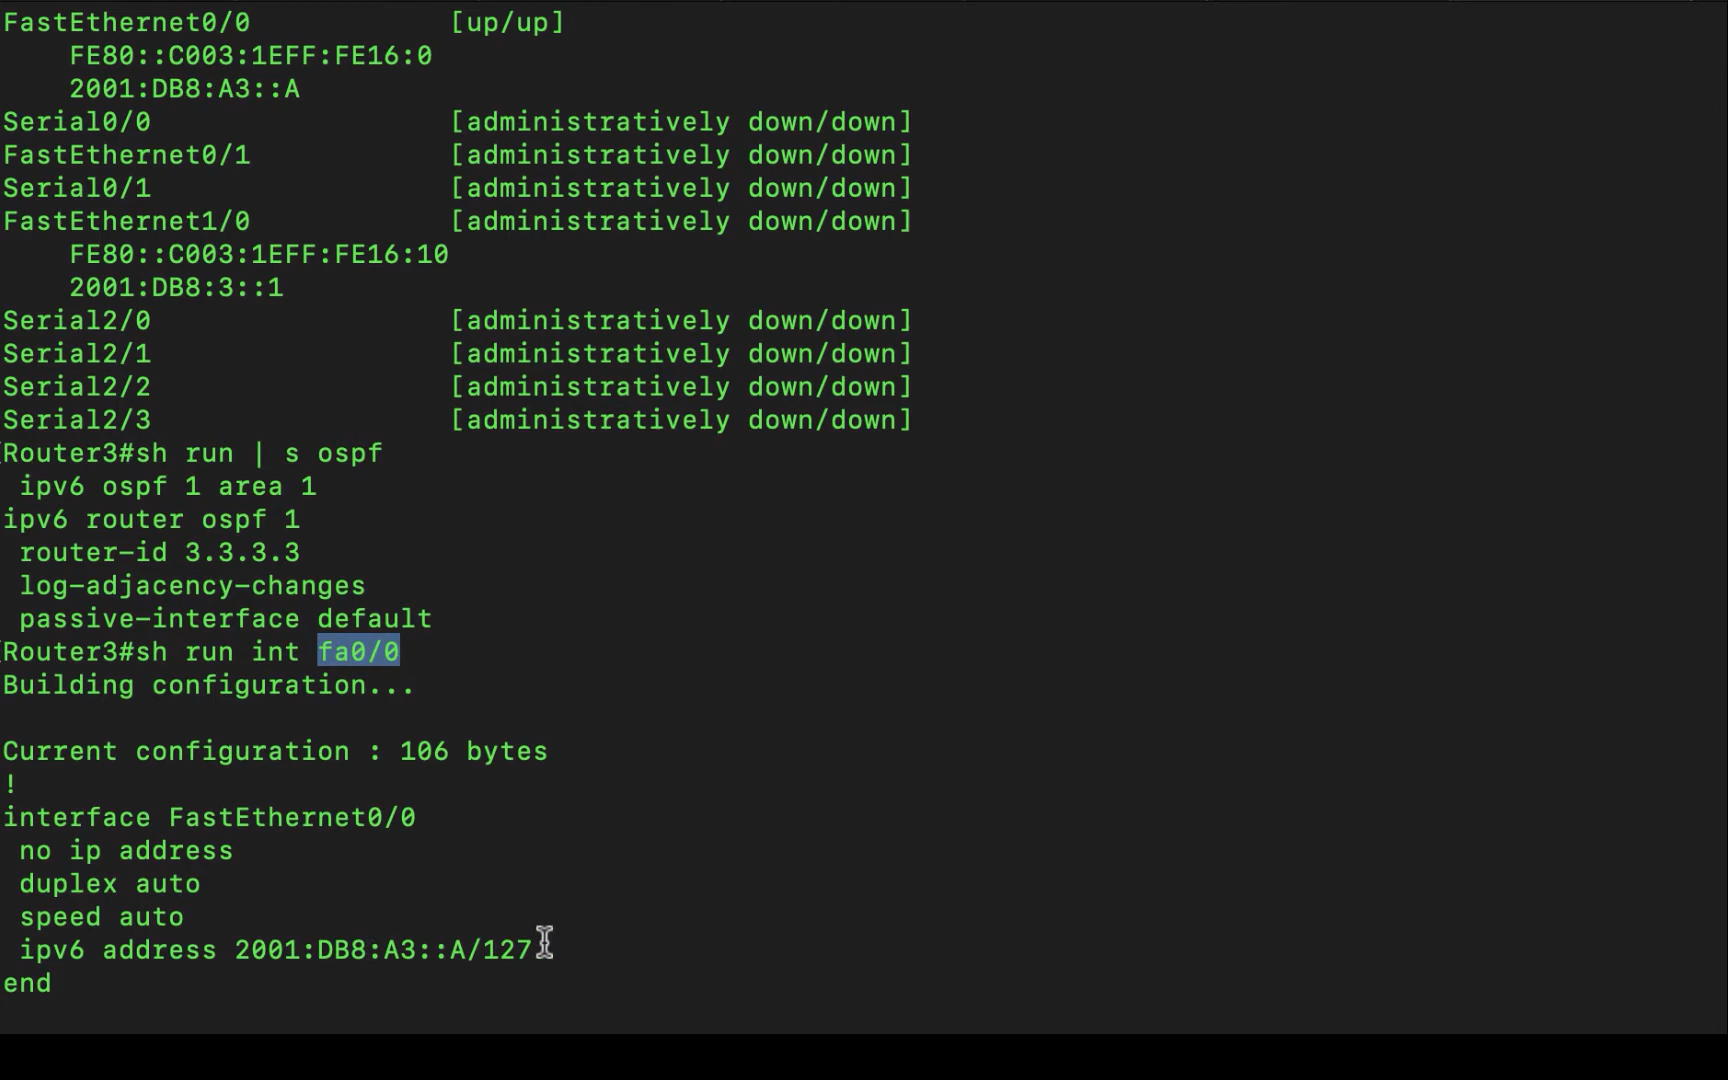 FastEthernet0/0 [up/up]
FE80::C003:1EFF:FE16:0
2001:DB8:A3::A
Serial0/0 [administratively down/down]
FastEthernet0/1 [administratively down/down]
Serial0/1 [administratively down/down]
FastEthernet1/0 [administratively down/down]
FE80::C003:1EFF:FE16:10
2001:DB8:3::1
Serial2/0 [administratively down/down]
Serial2/1 [administratively down/down]
Serial2/2 [administratively down/down]
Serial2/3 [administratively down/down]
Router3#sh run | s ospf
ipv6 ospf 1 area 1
ipv6 router ospf 1
router-id 3.3.3.3
log-adjacency-changes
passive-interface default
Router3#sh run int fa0/0
Building configuration...
Current configuration : 106 bytes
!
interface FastEthernet0/0
no ip address
duplex auto
speed auto
ipv6 address 2001:DB8:A3::A/127
end